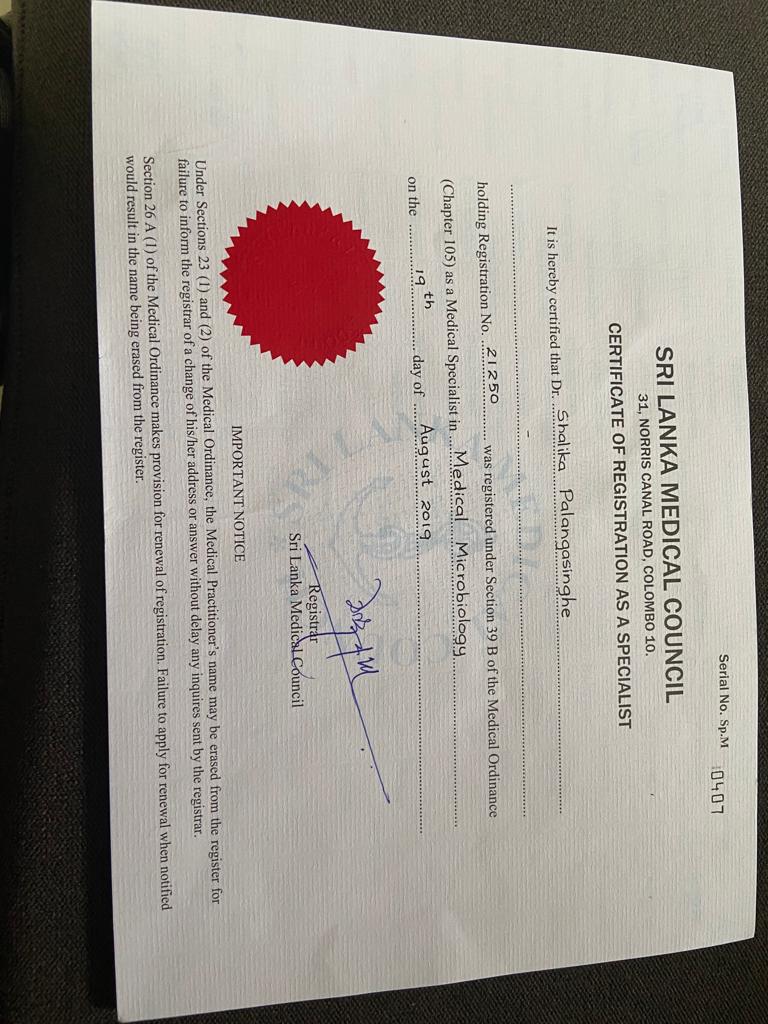 Serial No. Sp.M 0407
SRI LANKA MEDICAL COUNCIL
31, NORRIS CANAL ROAD, COLOMBO 10.
CERTIFICATE OF REGISTRATION AS A SPECIALIST
It is hereby certified that Dr. Shalika Palangasinghe
-
holding Registration No. 21250 was registered under Section 39 B of the Medical Ordinance
(Chapter 105) as a Medical Specialist in Medical Microbiology
on the 19th day of August 2019
Registrar
Sri Lanka Medical Council
IMPORTANT NOTICE
Under Sections 23 (1) and (2) of the Medical Ordinance, the Medical Practitioner's name may be erased from the register for
failure to inform the registrar of a change of his/her address or answer without delay any inquires sent by the registrar.
Section 26 A (1) of the Medical Ordinance makes provision for renewal of registration. Failure to apply for renewal when notified
would result in the name being erased from the register.